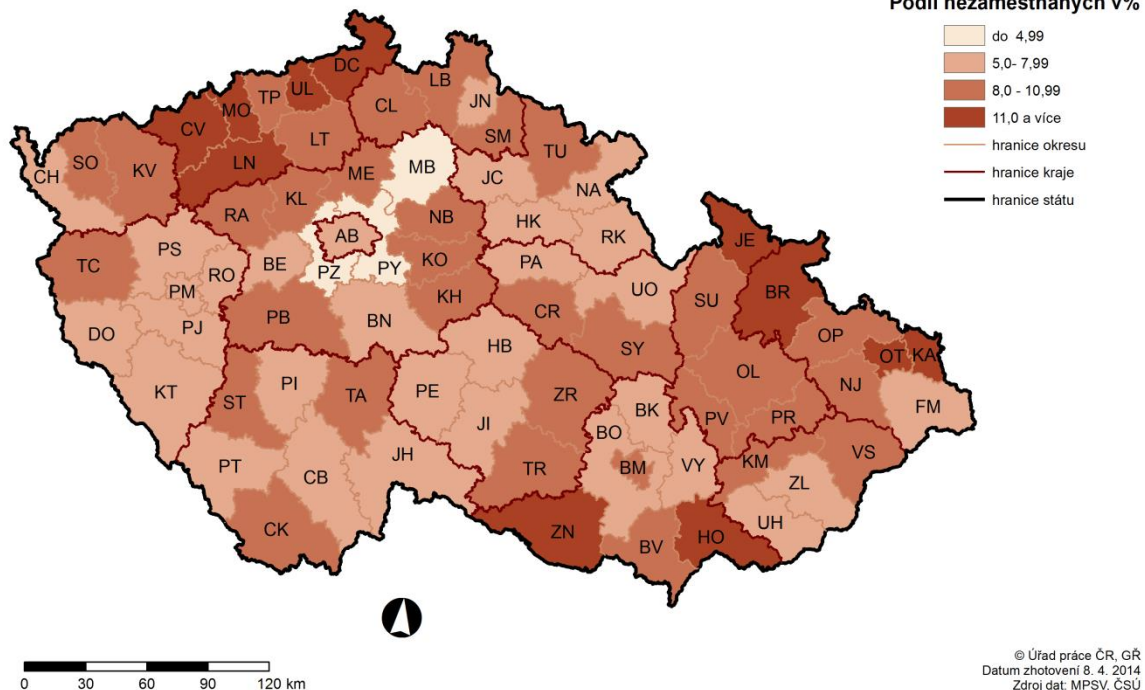 Podíl nezaměstnaných v%
do 4,99
5,0- 7,99
8,0 - 10,99
11,0 a více
hranice okresu
hranice kraje
hranice státu
DC
UL
LB
TP
MO
JN
CL
CV
LT
SM
TU
LN
ME
MB
SO
KV
CH
JC
NA
KL
RA
NB
HK
RK
AB
JE
PS
TC
RO
BE
PZ
PY
KO
PA
UO
SU
BR
PM
KH
CR
DO
PJ
PB
BN
OP
HB
SY
OT
KA
KT
ST
PI
TA
PE
ZR
OL
NJ
FM
JI
BK
PV
PR
BO
PT
CB
JH
TR
BM
VY
KM
VS
ZL
CK
ZN
BV
HO
UH
0 30 60 90 120 km
© Úřad práce ČR, GŘ
Datum zhotovení 8. 4. 2014
Zdroj dat: MPSV, ČSÚ